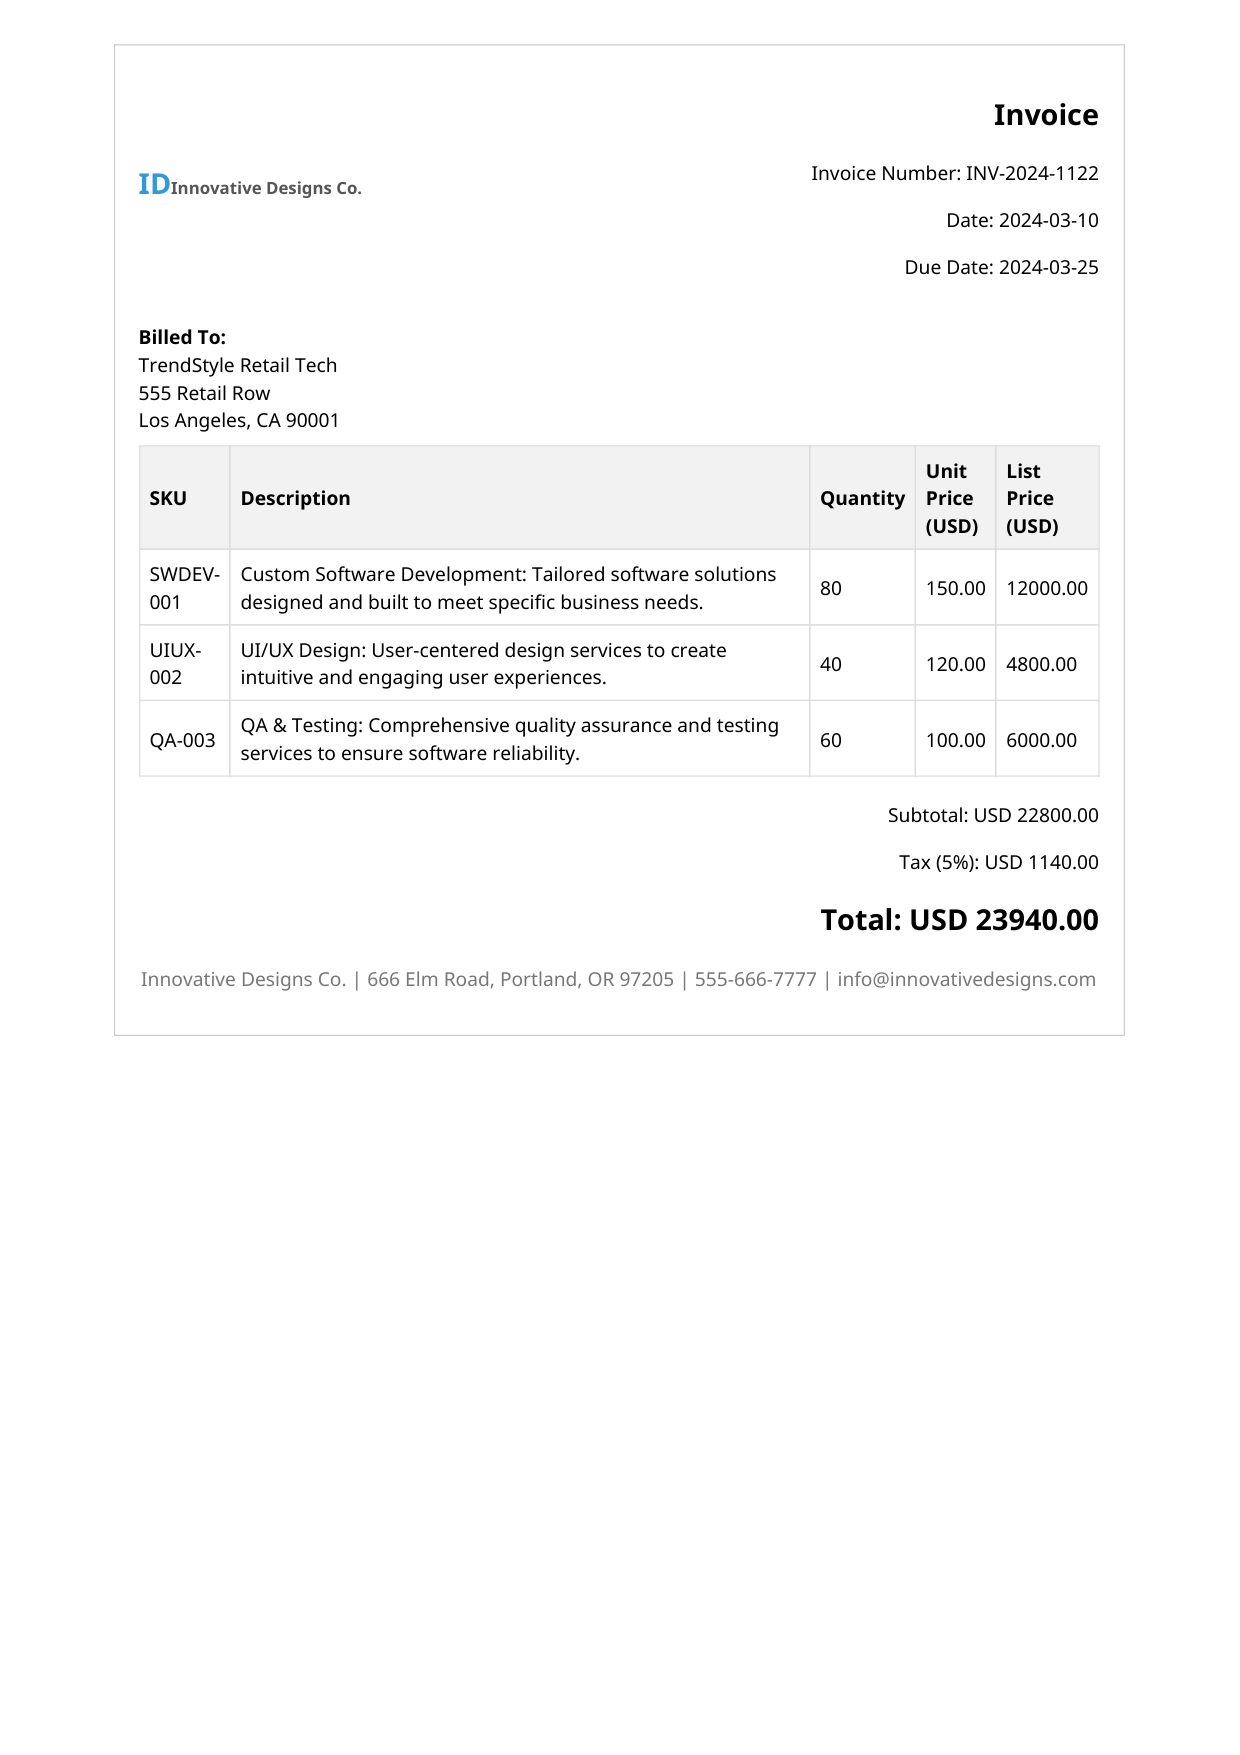 Invoice
IDInnovative Designs Co.
Invoice Number: INV-2024-1122
Date: 2024-03-10
Due Date: 2024-03-25
Billed To:
TrendStyle Retail Tech
555 Retail Row
Los Angeles, CA 90001
SKU Description Quantity Unit Price (USD) List Price (USD)
SWDEV-001 Custom Software Development: Tailored software solutions designed and built to meet specific business needs. 80 150.00 12000.00
UIUX-002 UI/UX Design: User-centered design services to create intuitive and engaging user experiences. 40 120.00 4800.00
QA-003 QA & Testing: Comprehensive quality assurance and testing services to ensure software reliability. 60 100.00 6000.00
Subtotal: USD 22800.00
Tax (5%): USD 1140.00
Total: USD 23940.00
Innovative Designs Co. | 666 Elm Road, Portland, OR 97205 | 555-666-7777 | info@innovativedesigns.com